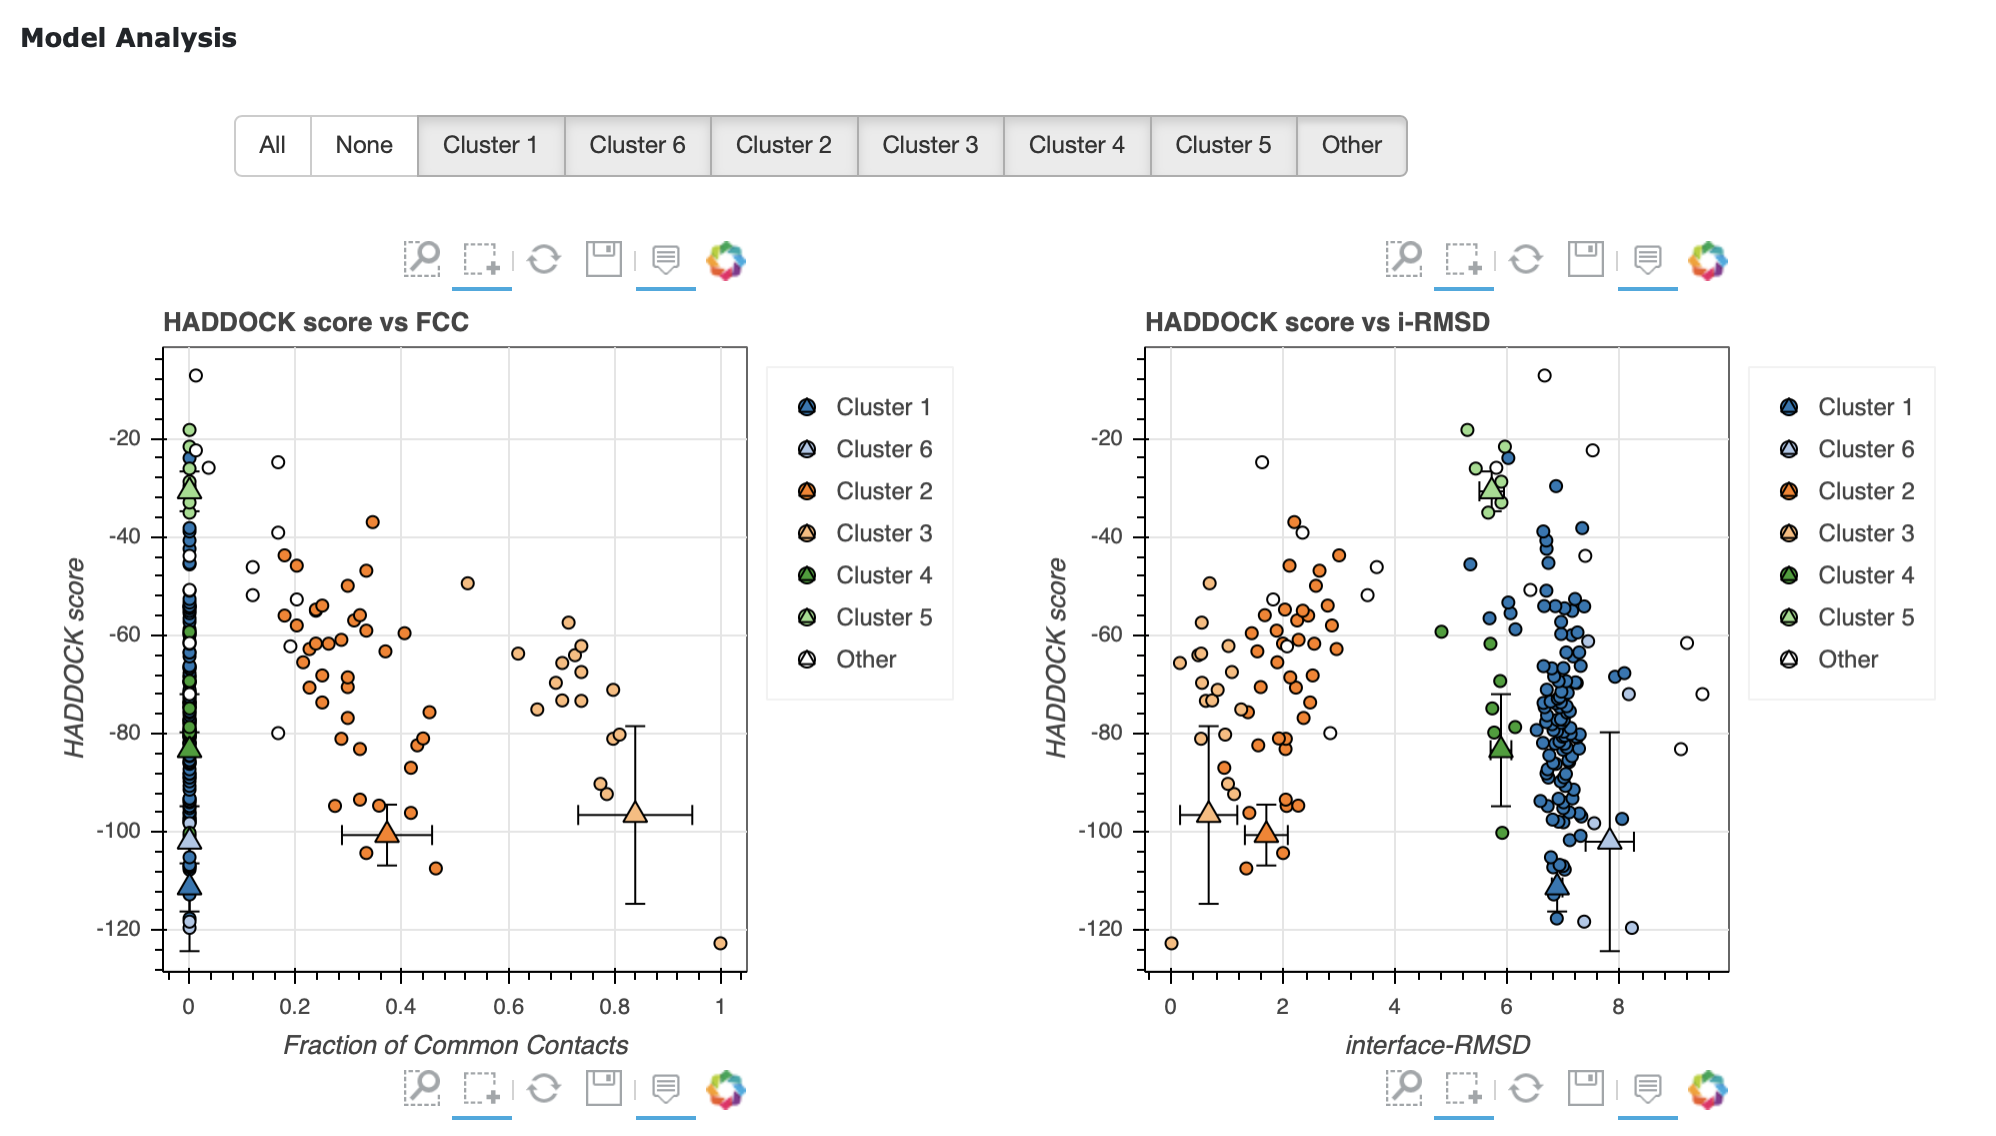 Model Analysis
All None Cluster 1 Cluster 6 Cluster 2 Cluster 3 Cluster 4 Cluster 5 Other
HADDOCK score vs FCC
HADDOCK score
-20
-40
-60
-80
-100
-120
0 0.2 0.4 0.6 0.8 1
Fraction of Common Contacts
Cluster 1
Cluster 6
Cluster 2
Cluster 3
Cluster 4
Cluster 5
Other
HADDOCK score vs i-RMSD
HADDOCK score
-20
-40
-60
-80
-100
-120
0 2 4 6 8
interface-RMSD
Cluster 1
Cluster 6
Cluster 2
Cluster 3
Cluster 4
Cluster 5
Other